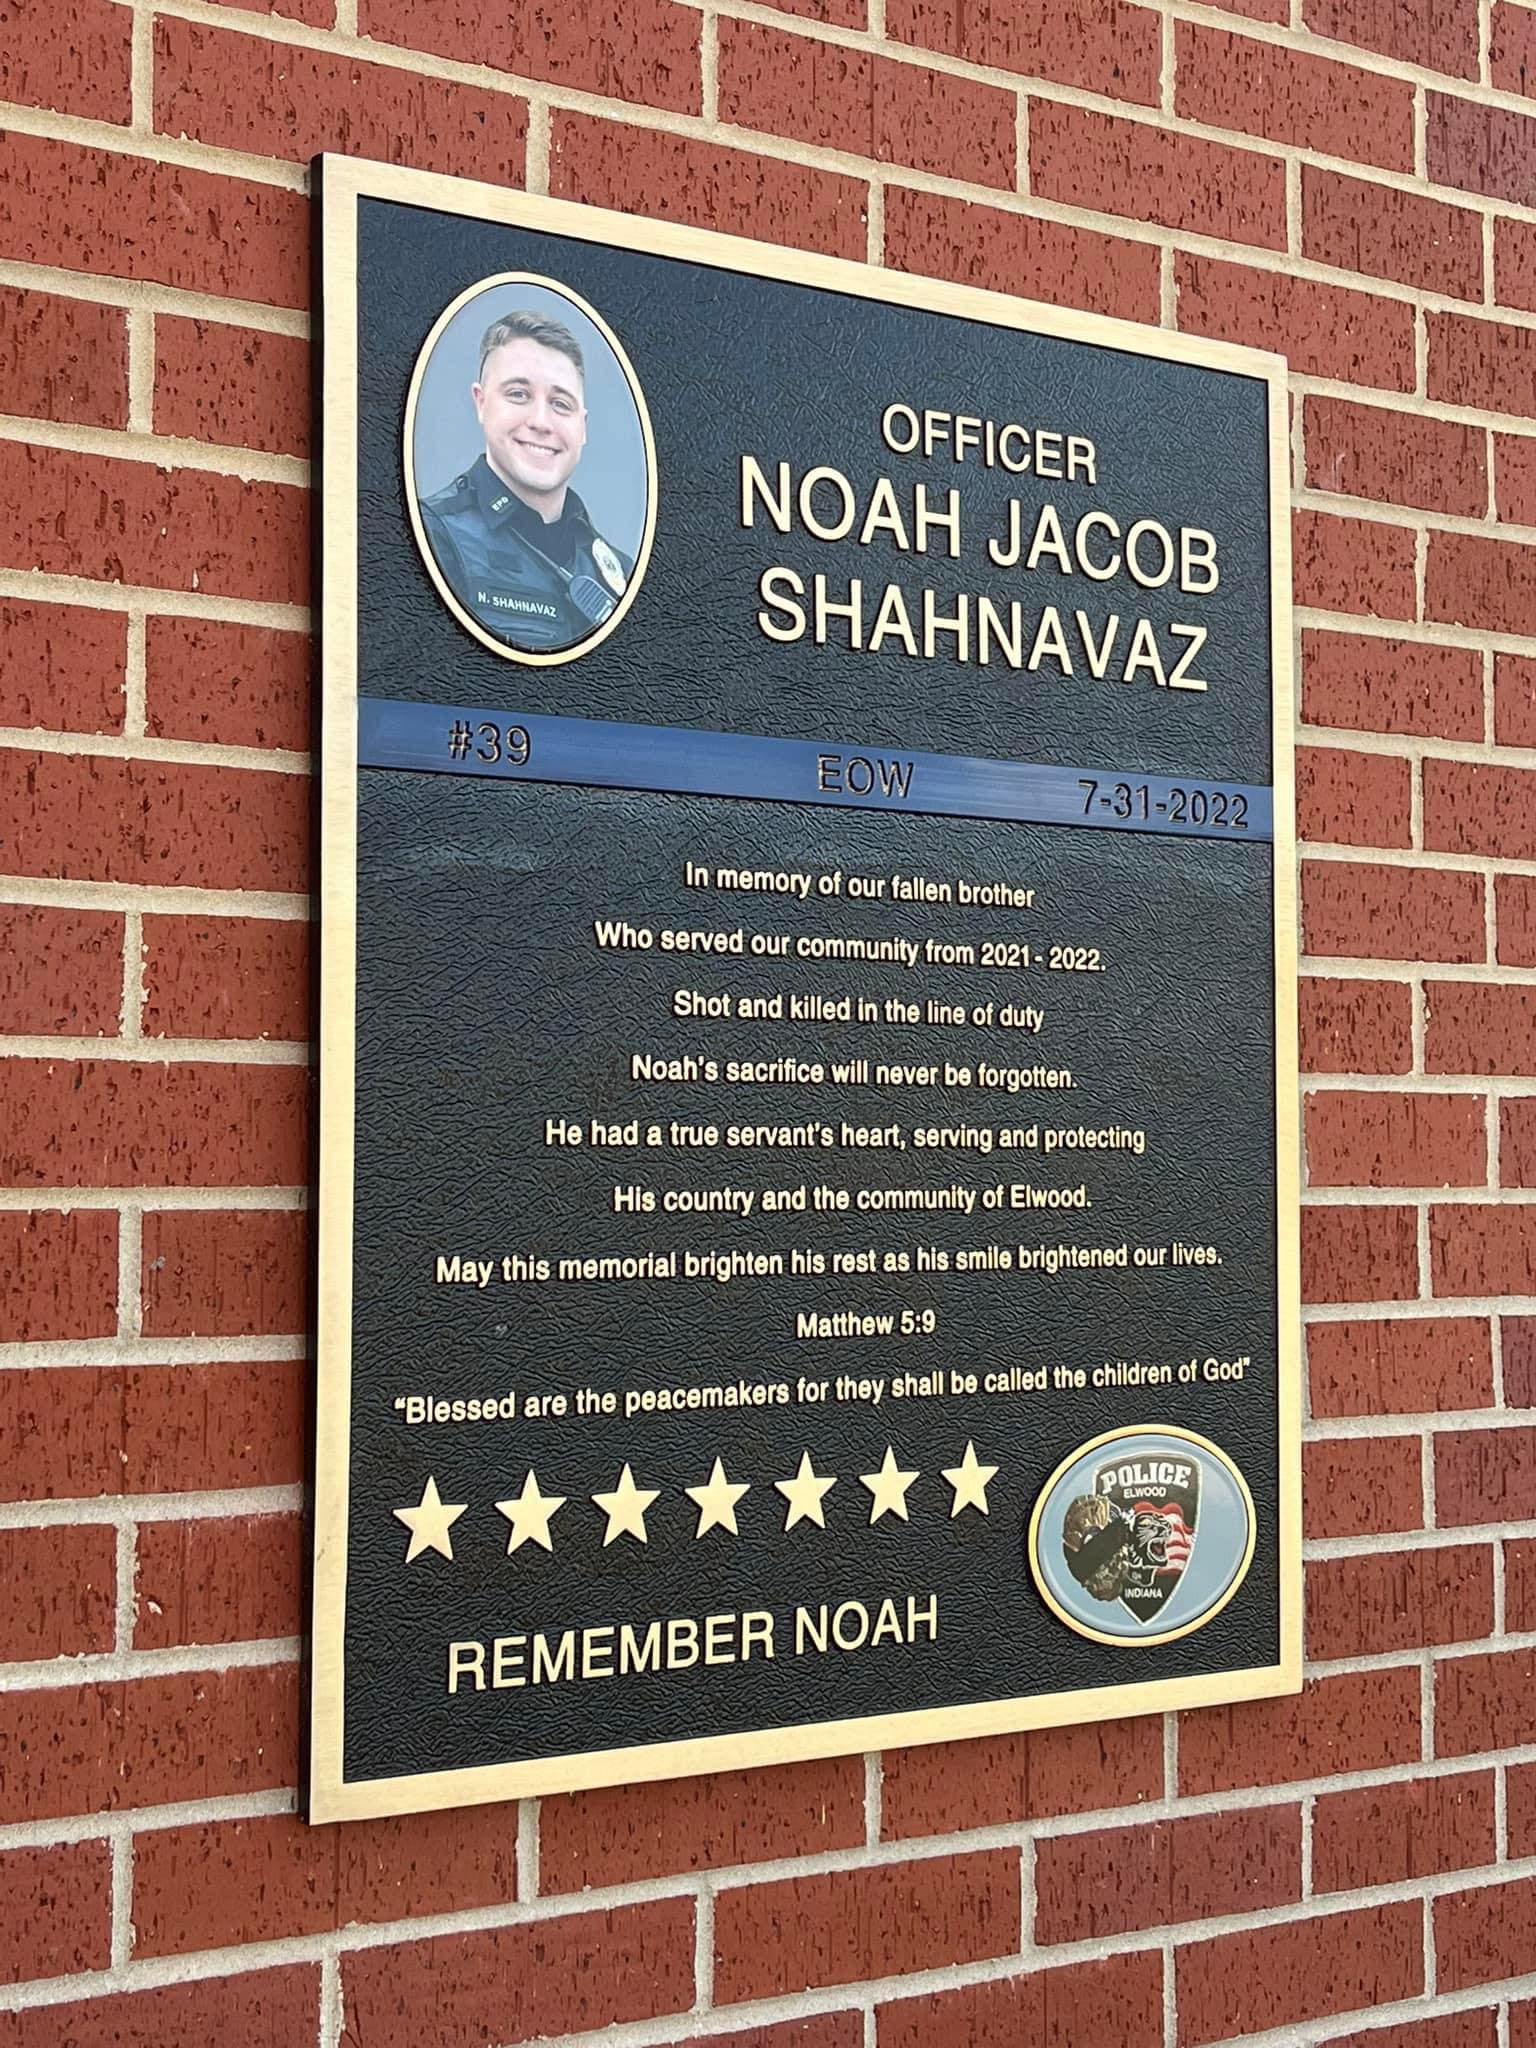 EPD
N. SHAHNAVAZ
OFFICER
NOAH JACOB
SHAHNAVAZ
#39 EOW 7-31-2022
In memory of our fallen brother
Who served our community from 2021 - 2022.
Shot and killed in the line of duty
Noah's sacrifice will never be forgotten.
He had a true servant's heart, serving and protecting
His country and the community of Elwood.
May this memorial brighten his rest as his smile brightened our lives.
Matthew 5:9
“Blessed are the peacemakers for they shall be called the children of God”
POLICE
ELWOOD
INDIANA
REMEMBER NOAH